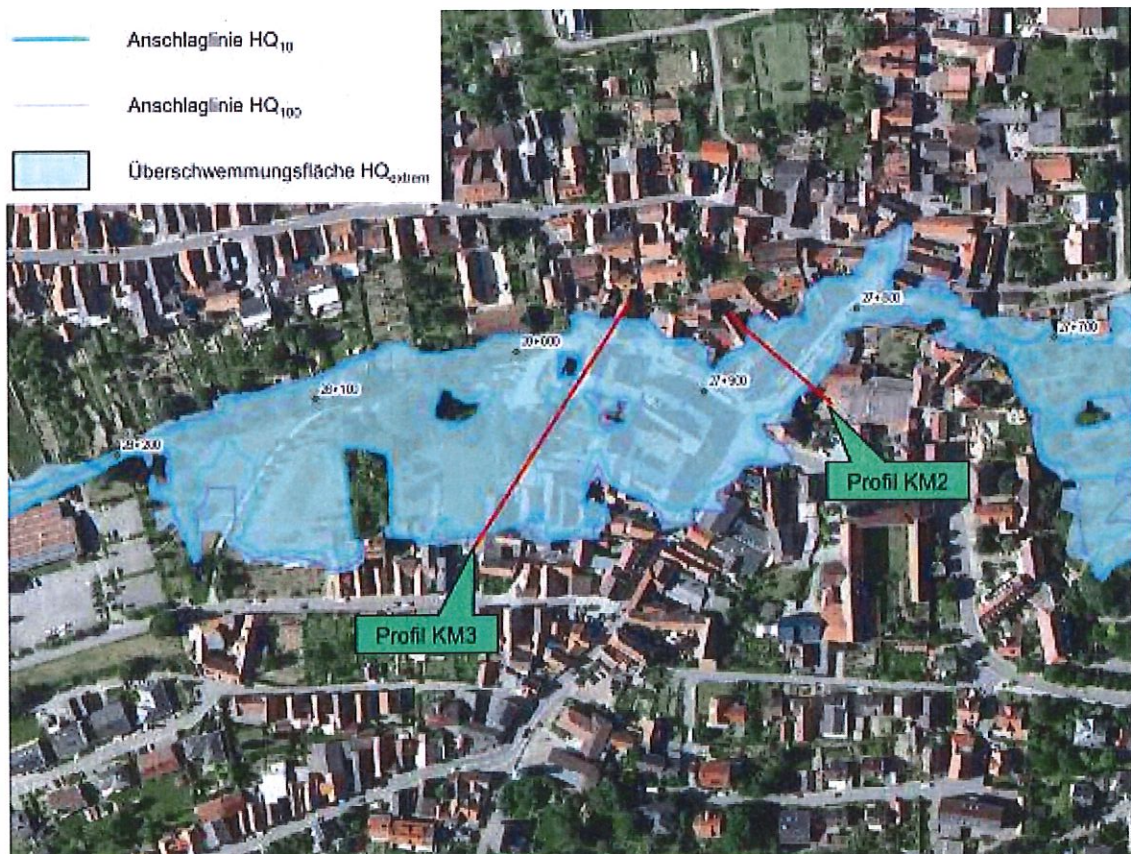 Anschlaglinie HQ10
Anschlaglinie HQ100
Überschwemmungsfläche HQextrem
27+800
27+700
28+000
27+900
28+100
28+200
Profil KM2
Profil KM3